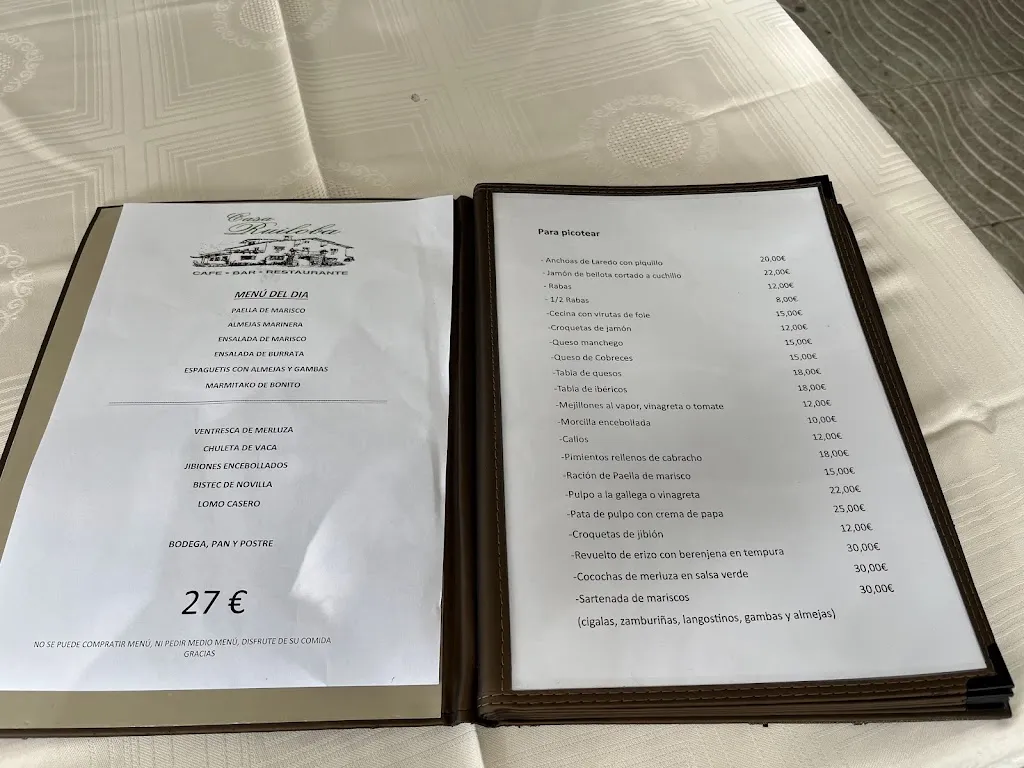 Casa
Ruiloba
CAFE • BAR • RESTAURANTE
MENÚ DEL DIA
PAELLA DE MARISCO
ALMEJAS MARINERA
ENSALADA DE MARISCO
ENSALADA DE BURRATA
ESPAGUETIS CON ALMEJAS Y GAMBAS
MARMITAKO DE BONITO
VENTRESCA DE MERLUZA
CHULETA DE VACA
JIBIONES ENCEBOLLADOS
BISTEC DE NOVILLA
LOMO CASERO
BODEGA, PAN Y POSTRE
27 €
NO SE PUEDE COMPRATIR MENÚ, NI PEDIR MEDIO MENÚ, DISFRUTE DE SU COMIDA
GRACIAS
Para picotear
- Anchoas de Laredo con piquillo 20,00€
- Jamón de bellota cortado a cuchillo 22,00€
- Rabas 12,00€
- 1/2 Rabas 8,00€
-Cecina con virutas de foie 15,00€
-Croquetas de jamón 12,00€
-Queso manchego 15,00€
-Queso de Cobreces 15,00€
-Tabla de quesos 18,00€
-Tabla de ibéricos 18,00€
-Mejillones al vapor, vinagreta o tomate 12,00€
-Morcilla encebollada 10,00€
-Callos 12,00€
-Pimientos rellenos de cabracho 18,00€
-Ración de Paella de marisco 15,00€
-Pulpo a la gallega o vinagreta 22,00€
-Pata de pulpo con crema de papa 25,00€
-Croquetas de jibión 12,00€
-Revuelto de erizo con berenjena en tempura 30,00€
-Cocochas de merluza en salsa verde 30,00€
-Sartenada de mariscos 30,00€
(cigalas, zamburiñas, langostinos, gambas y almejas)